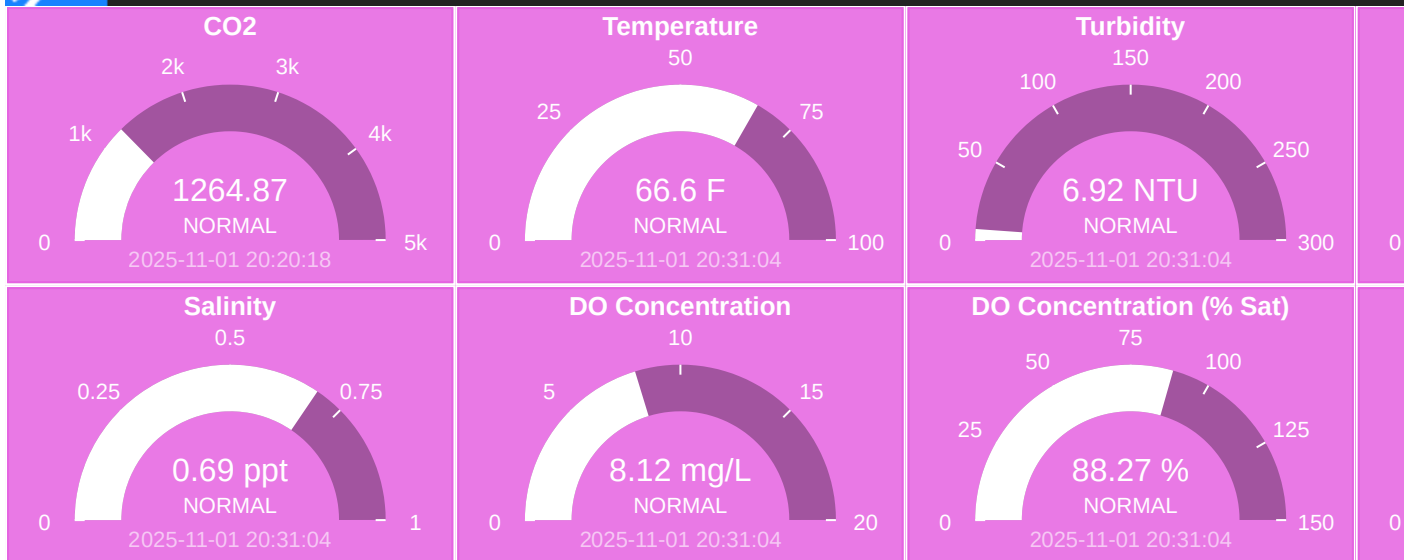 CO2
2k 3k
1k 4k
0 5k
1264.87
NORMAL
2025-11-01 20:20:18
Temperature
50
25 75
0 100
66.6 F
NORMAL
2025-11-01 20:31:04
Turbidity
150
100 200
50 250
0 300
6.92 NTU
NORMAL
2025-11-01 20:31:04
0
Salinity
0.5
0.25 0.75
0 1
0.69 ppt
NORMAL
2025-11-01 20:31:04
DO Concentration
10
5 15
0 20
8.12 mg/L
NORMAL
2025-11-01 20:31:04
DO Concentration (% Sat)
75
50 100
25 125
0 150
88.27 %
NORMAL
2025-11-01 20:31:04
0